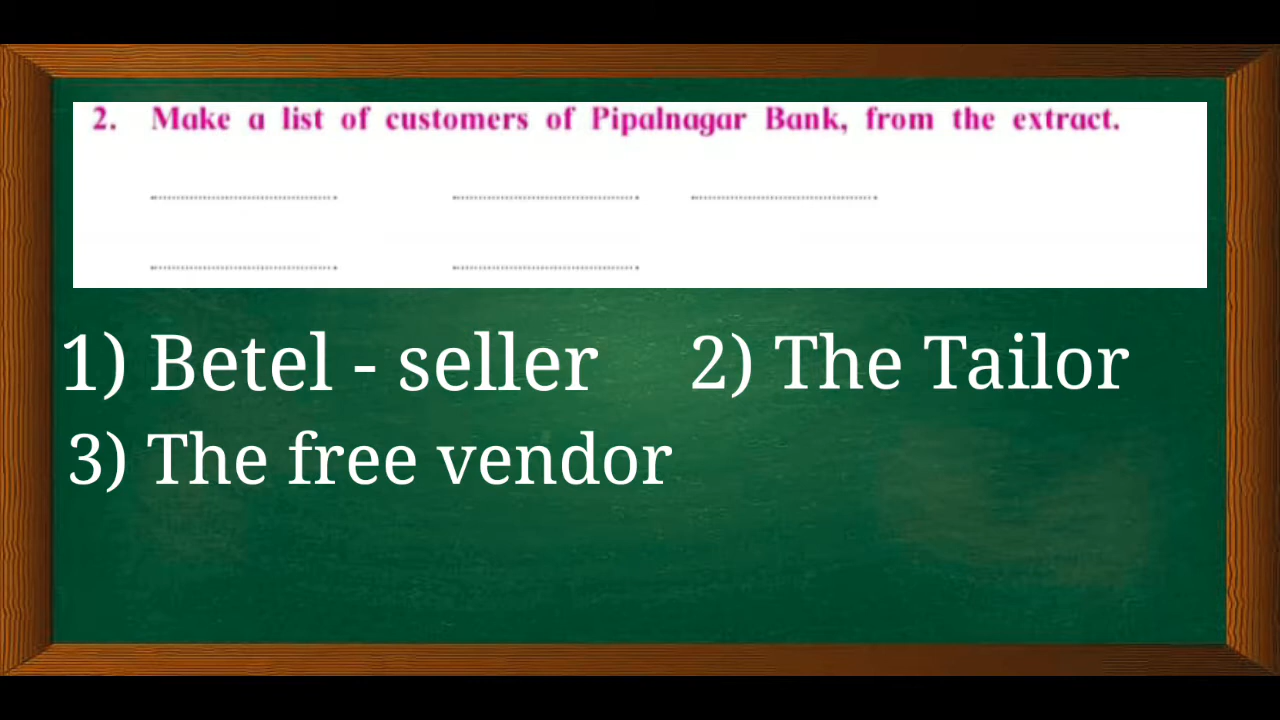 2. Make a list of customers of Pipalnagar Bank, from the extract.
1) Betel - seller 2) The Tailor
3) The free vendor